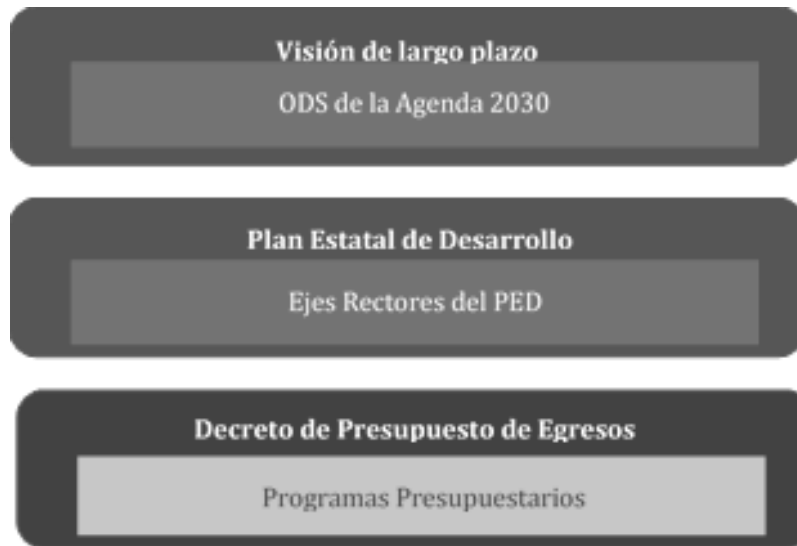 Visión de largo plazo
ODS de la Agenda 2030
Plan Estatal de Desarrollo
Ejes Rectores del PED
Decreto de Presupuesto de Egresos
Programas Presupuestarios